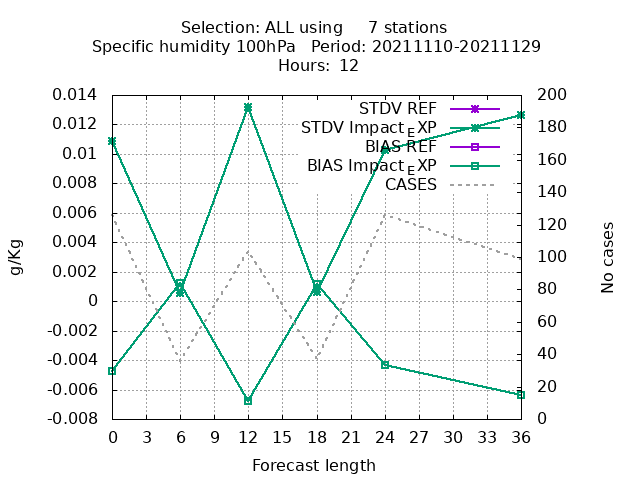 Selection: ALL using     7 stations
Specific humidity 100hPa   Period: 20211110-20211129
Hours: 12
STDV REF
STDV Impact_EXP
BIAS REF
BIAS Impact_EXP
CASES
0.014
0.012
0.01
0.008
0.006
0.004
0.002
0
-0.002
-0.004
-0.006
-0.008
200
180
160
140
120
100
80
60
40
20
0
g/Kg
No cases
0 3 6 9 12 15 18 21 24 27 30 33 36
Forecast length